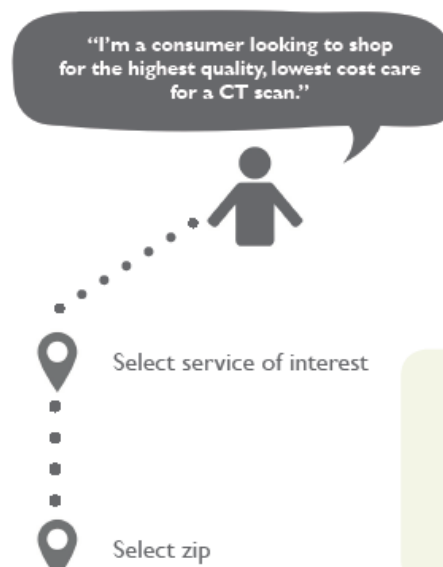 “I’m a consumer looking to shop
for the highest quality, lowest cost care
for a CT scan.”
Select service of interest
Select zip